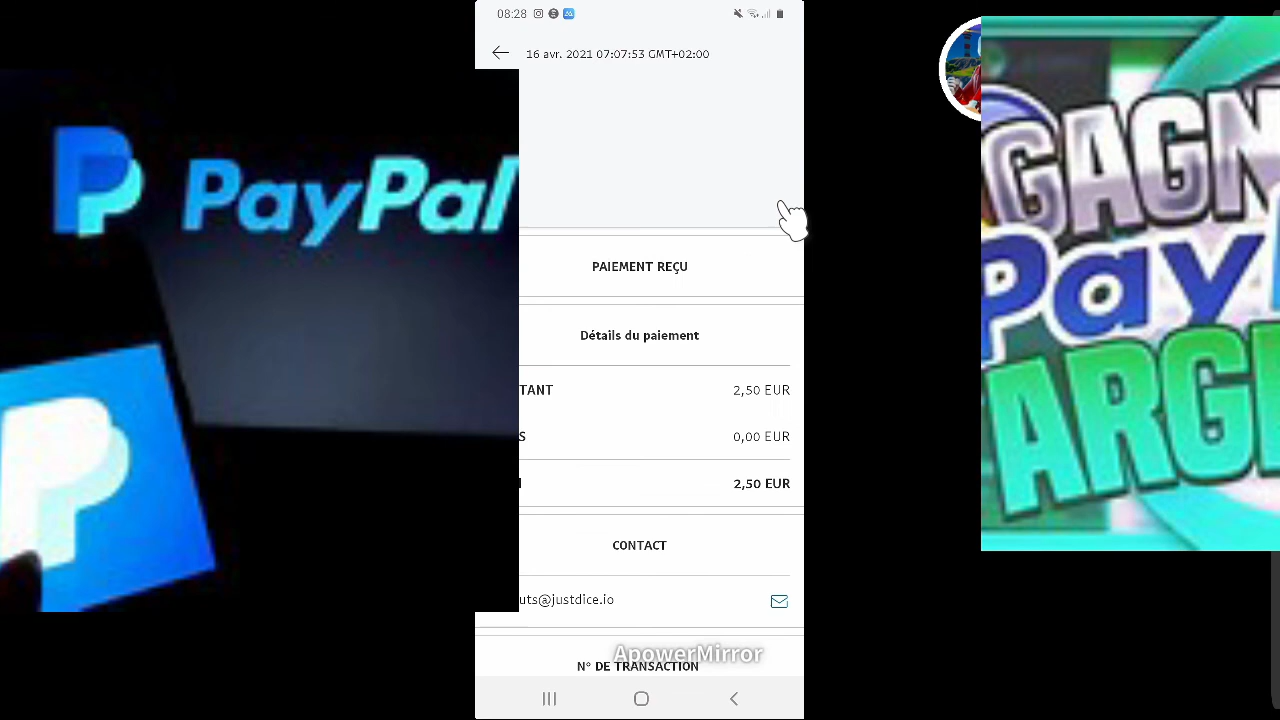 08:28
16 avr. 2021 07:07:53 GMT+02:00
PayPal
PAIEMENT REÇU
Détails du paiement
TANT 2,50 EUR
S 0,00 EUR
2,50 EUR
CONTACT
uts@justdice.io
ApowerMirror
N° DE TRANSACTION
GAGN
Pay
ARG